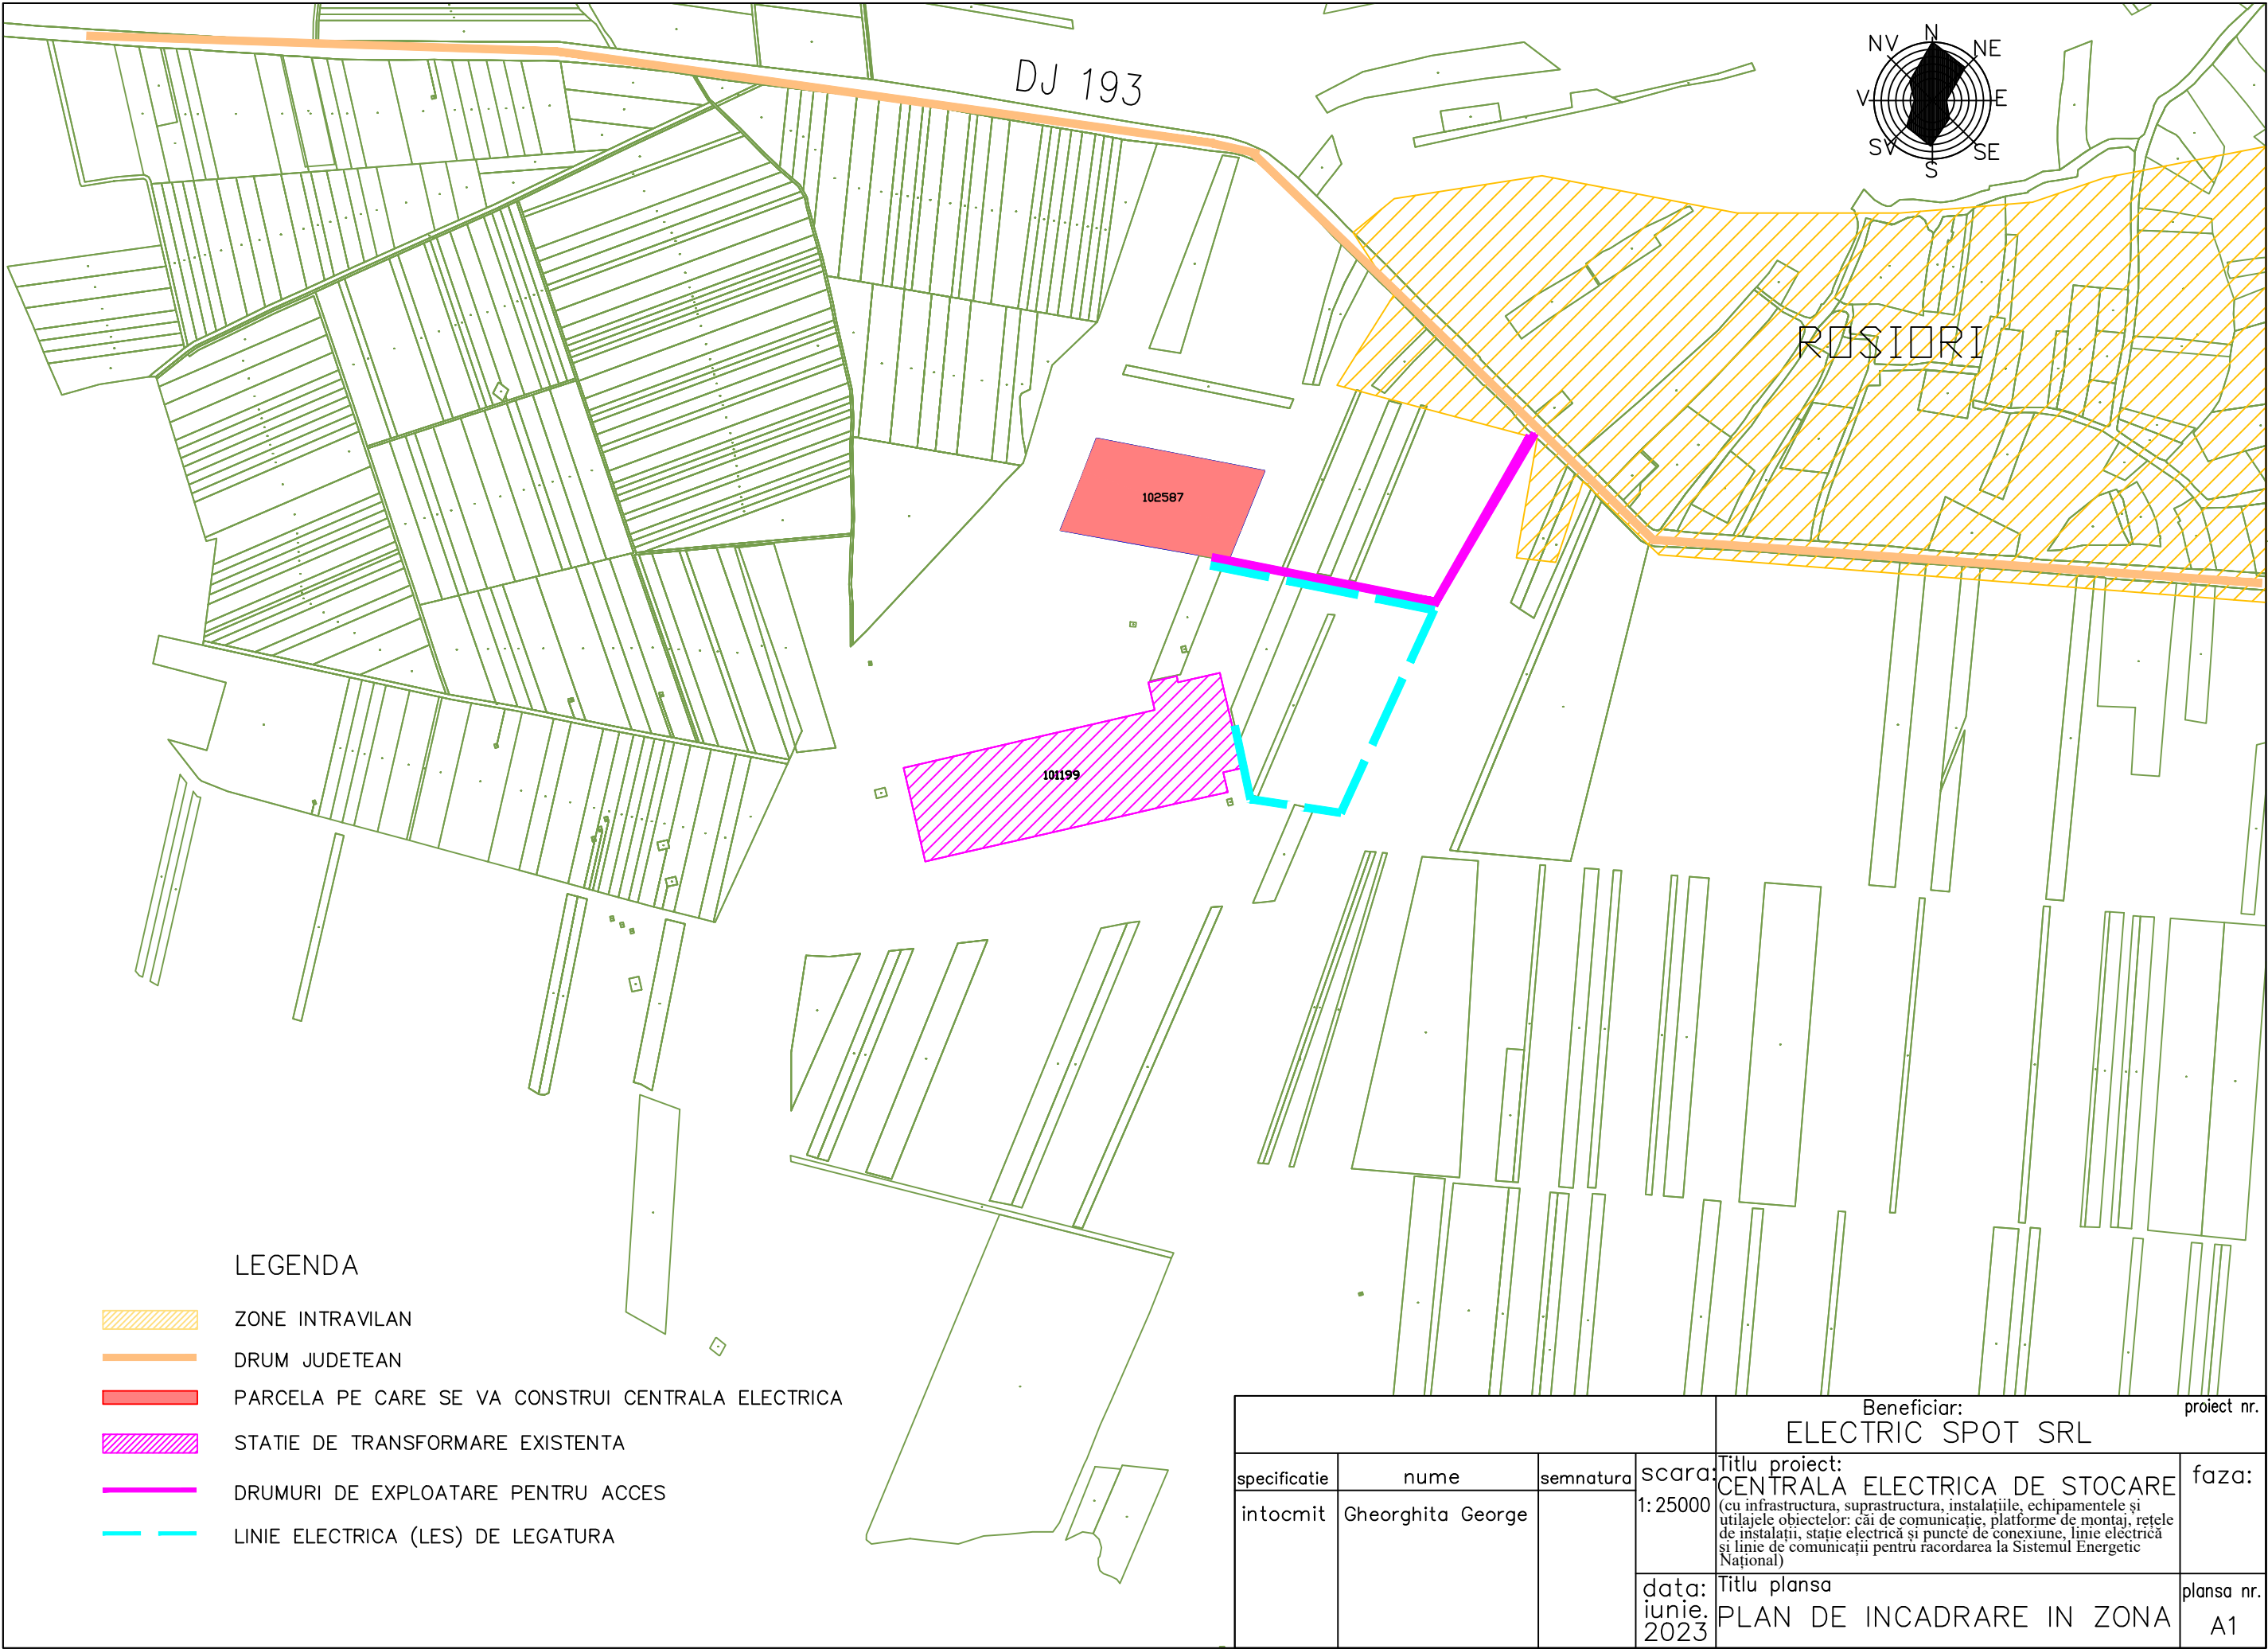 DJ 193
N
NV
NE
V
E
SV
SE
S
ROSIORI
102587
101199
LEGENDA
ZONE INTRAVILAN
DRUM JUDETEAN
PARCELA PE CARE SE VA CONSTRUI CENTRALA ELECTRICA
STATIE DE TRANSFORMARE EXISTENTA
DRUMURI DE EXPLOATARE PENTRU ACCES
LINIE ELECTRICA (LES) DE LEGATURA
Beneficiar:
ELECTRIC SPOT SRL
proiect nr.
specificatie
nume
semnatura
scara:
1:25000
intocmit
Gheorghita George
Titlu proiect:
CENTRALA ELECTRICA DE STOCARE
(cu infrastructura, suprastructura, instalațiile, echipamentele și
utilajele obiectelor: căi de comunicație, platforme de montaj, rețele
de instalații, stație electrică și puncte de conexiune, linie electrică
și linie de comunicații pentru racordarea la Sistemul Energetic
Național)
faza:
data:
iunie.
2023
Titlu plansa
PLAN DE INCADRARE IN ZONA
plansa nr.
A1